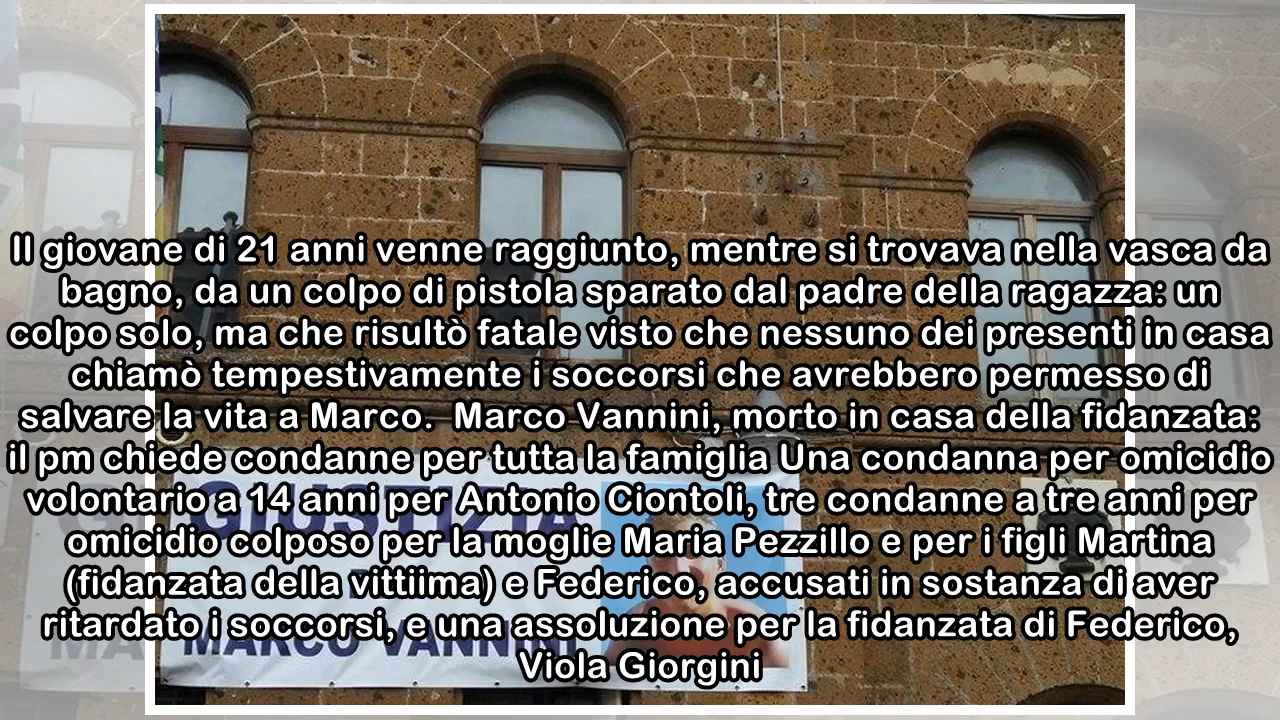 Il giovane di 21 anni venne raggiunto, mentre si trovava nella vasca da
bagno, da un colpo di pistola sparato dal padre della ragazza: un
colpo solo, ma che risultò fatale visto che nessuno dei presenti in casa
chiamò tempestivamente i soccorsi che avrebbero permesso di
salvare la vita a Marco.  Marco Vannini, morto in casa della fidanzata:
il pm chiede condanne per tutta la famiglia Una condanna per omicidio
volontario a 14 anni per Antonio Ciontoli, tre condanne a tre anni per
omicidio colposo per la moglie Maria Pezzillo e per i figli Martina
(fidanzata della vittiima) e Federico, accusati in sostanza di aver
ritardato i soccorsi, e una assoluzione per la fidanzata di Federico,
Viola Giorgini
GIUSTIZIA
MARCO VANNINI